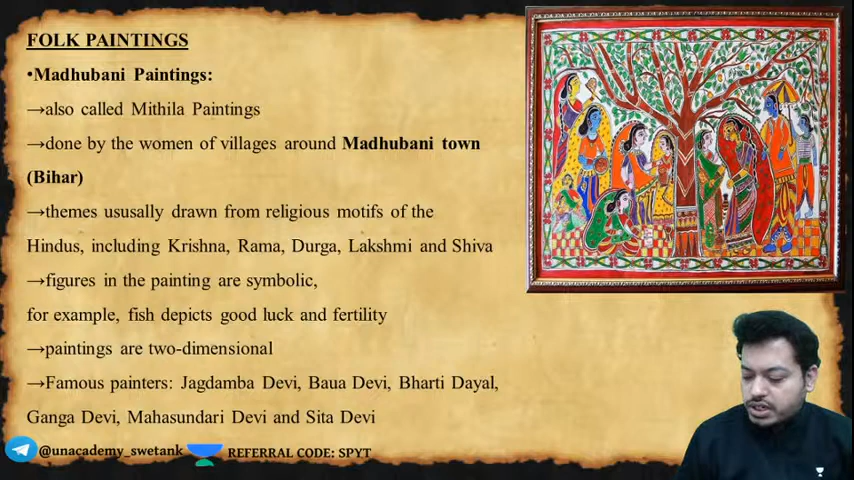 FOLK PAINTINGS
•Madhubani Paintings:
→also called Mithila Paintings
→done by the women of villages around Madhubani town
(Bihar)
→themes ususally drawn from religious motifs of the
Hindus, including Krishna, Rama, Durga, Lakshmi and Shiva
→figures in the painting are symbolic,
for example, fish depicts good luck and fertility
→paintings are two-dimensional
→Famous painters: Jagdamba Devi, Baua Devi, Bharti Dayal,
Ganga Devi, Mahasundari Devi and Sita Devi
@unacademy_swetank REFERRAL CODE: SPYT